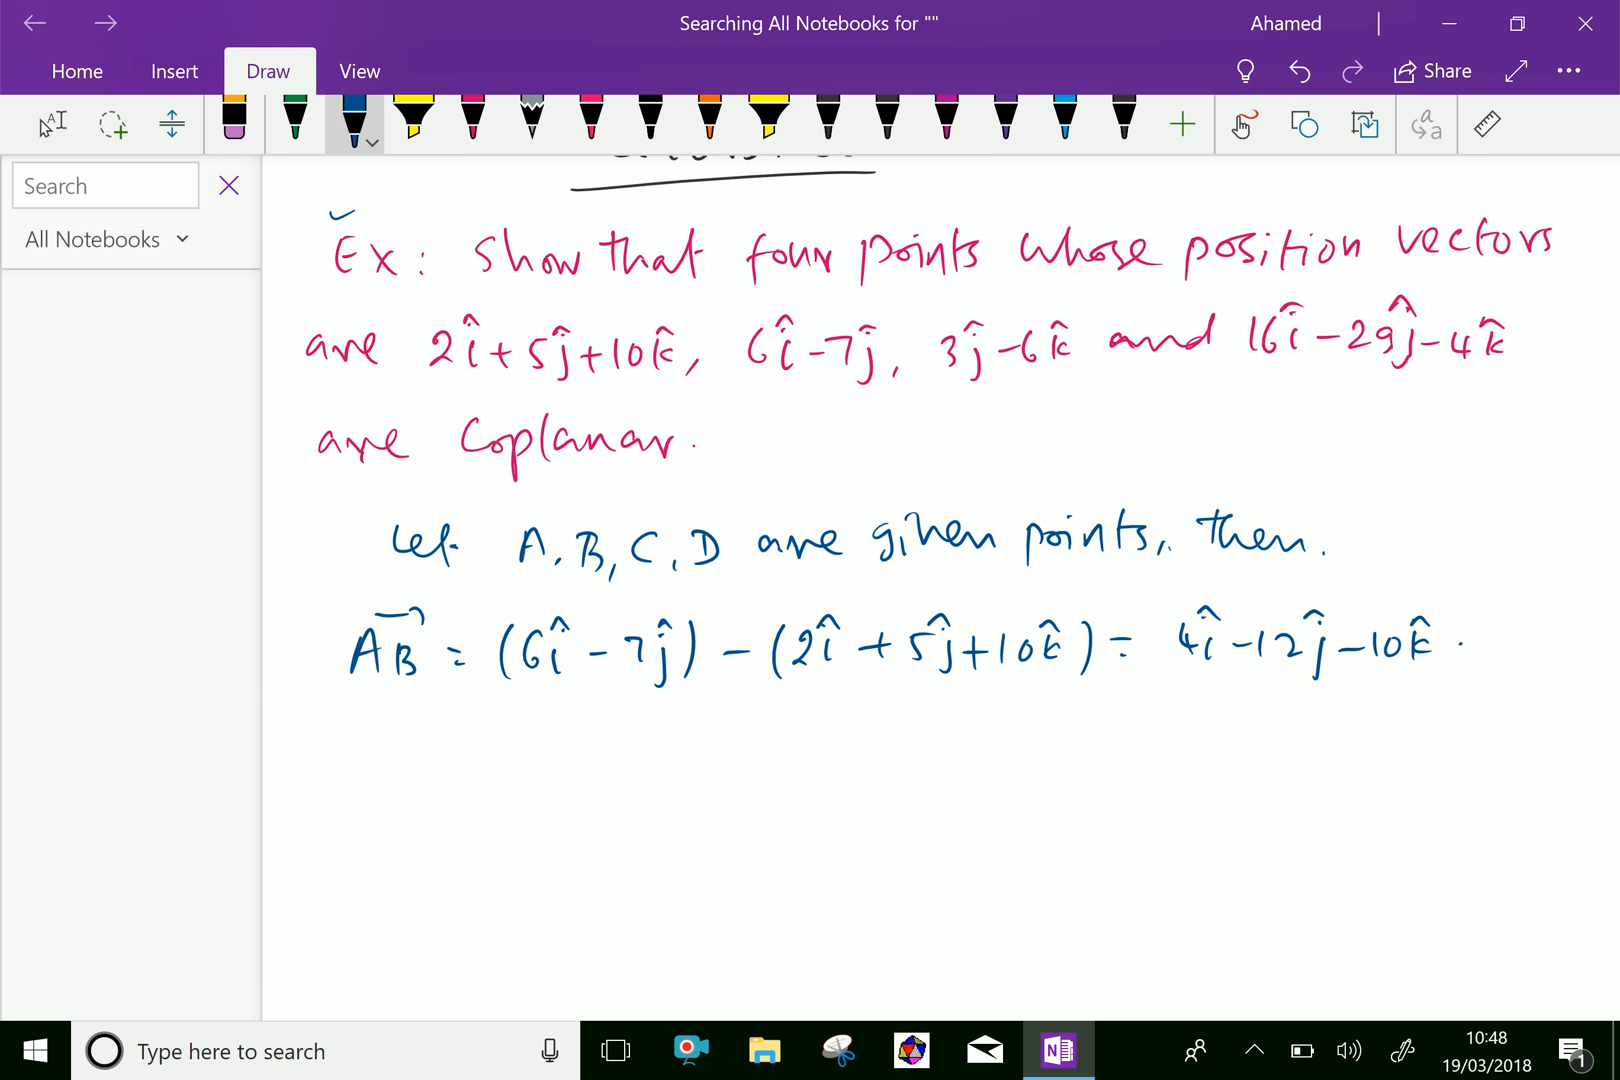 Searching All Notebooks for ""
Ahamed
Home Insert Draw View
Share
Search
All Notebooks
Ex: Show that four points whose position vectors
are 2î+5ĵ+10k̂, 6î-7ĵ, 3ĵ-6k̂ and 16î-29ĵ-4k̂
are Coplanar.
Let A, B, C, D are given points, then.
A⃗B⃗ = (6î - 7ĵ) - (2î + 5ĵ+10k̂) = 4î-12ĵ-10k̂.
Type here to search
10:48
19/03/2018
1